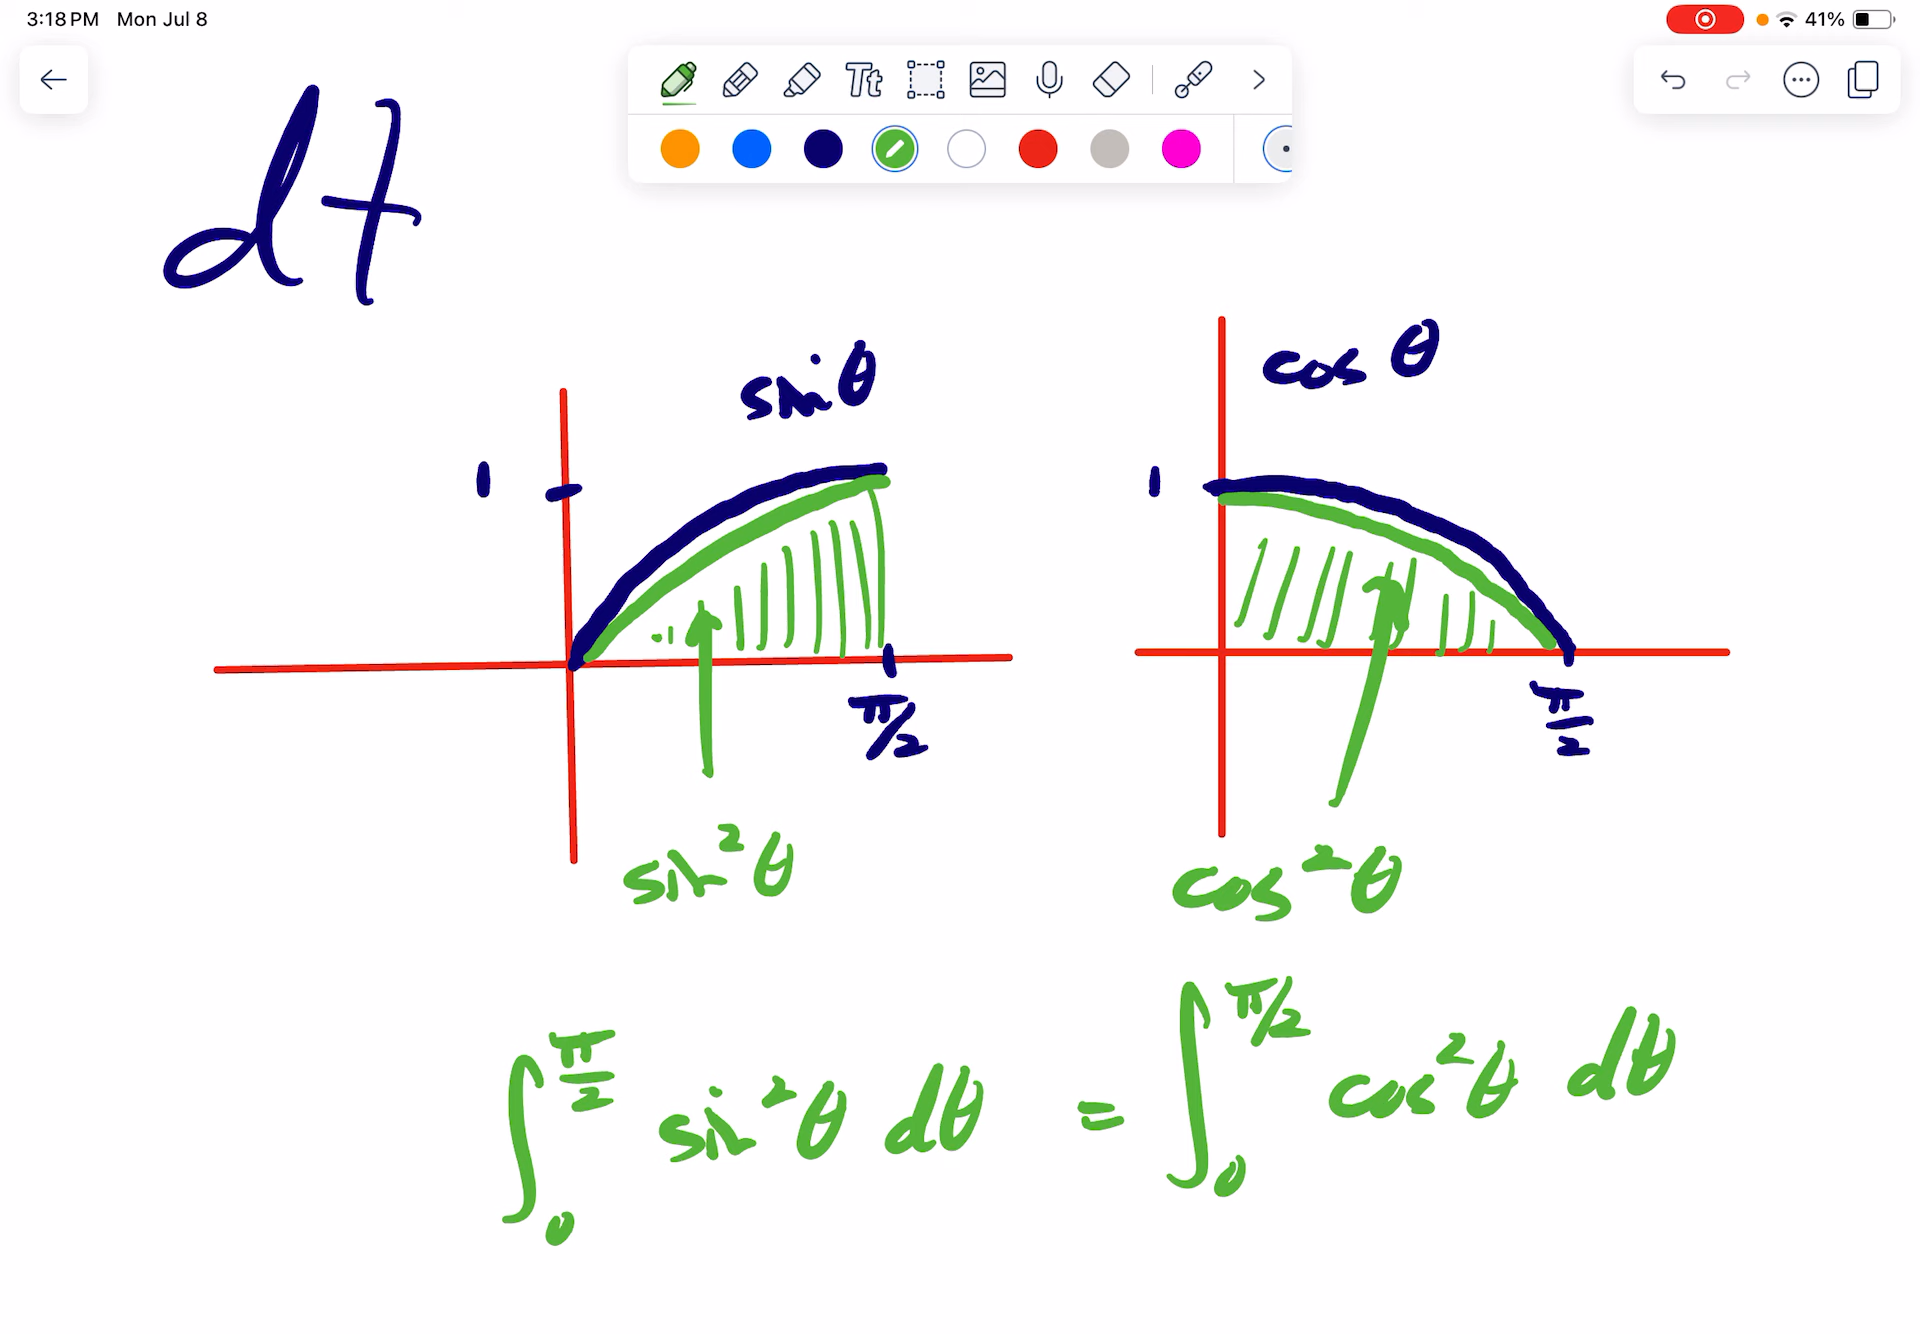 3:18 PM Mon Jul 8
41%
Tt
dt
sin θ
cos θ
1
1
π/2
π/2
sin²θ
cos²θ
∫₀^{π/2} sin²θ dθ = ∫₀^{π/2} cos²θ dθ